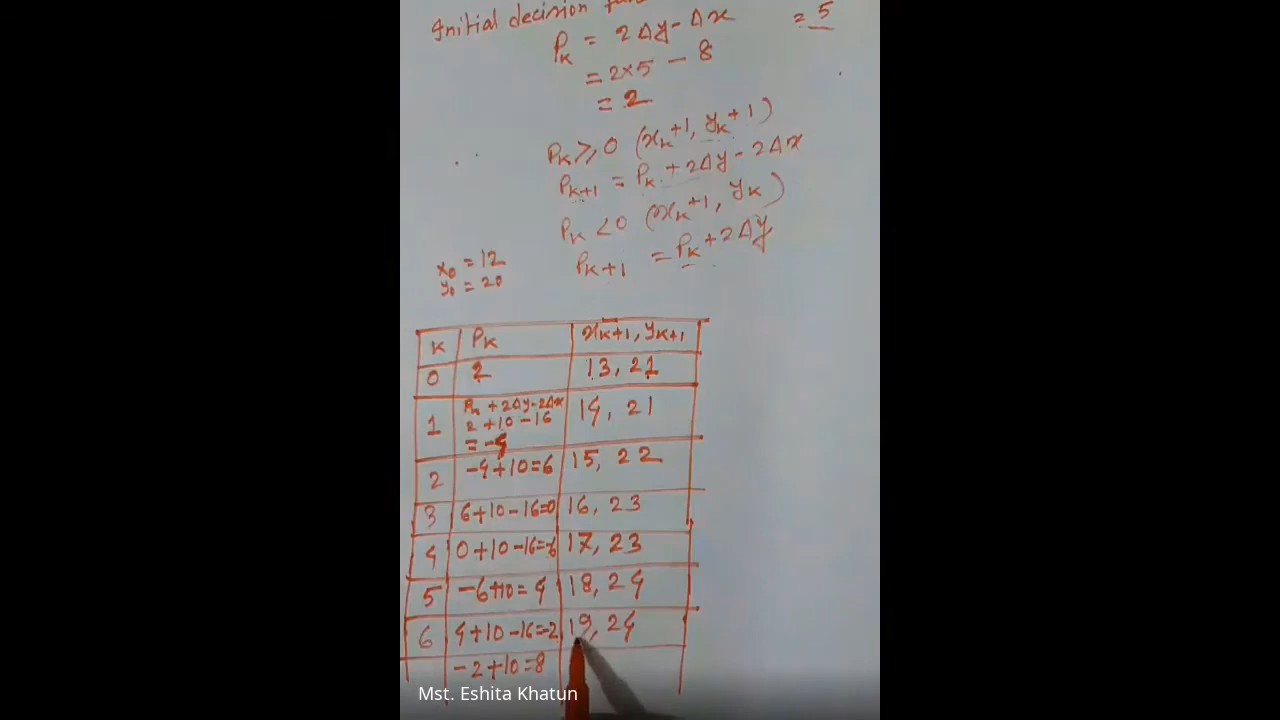 Initial decision
= 5
Pk = 2Δy - Δx
= 2×5 - 8
= 2
Pk ≥ 0 (xk+1, yk+1)
Pk+1 = Pk + 2Δy - 2Δx
Pk < 0 (xk+1, yk)
Pk+1 = Pk + 2Δy
x0 = 12
y0 = 20
K Pk xk+1, yk+1
0 2 13, 21
1 Pk + 2Δy - 2Δx 14, 21
2 + 10 - 16
= -4
2 -4+10=6 15, 22
3 6+10-16=0 16, 23
4 0+10-16=-6 17, 23
5 -6+10=4 18, 24
6 4+10-16=-2 19, 24
-2+10=8
Mst. Eshita Khatun